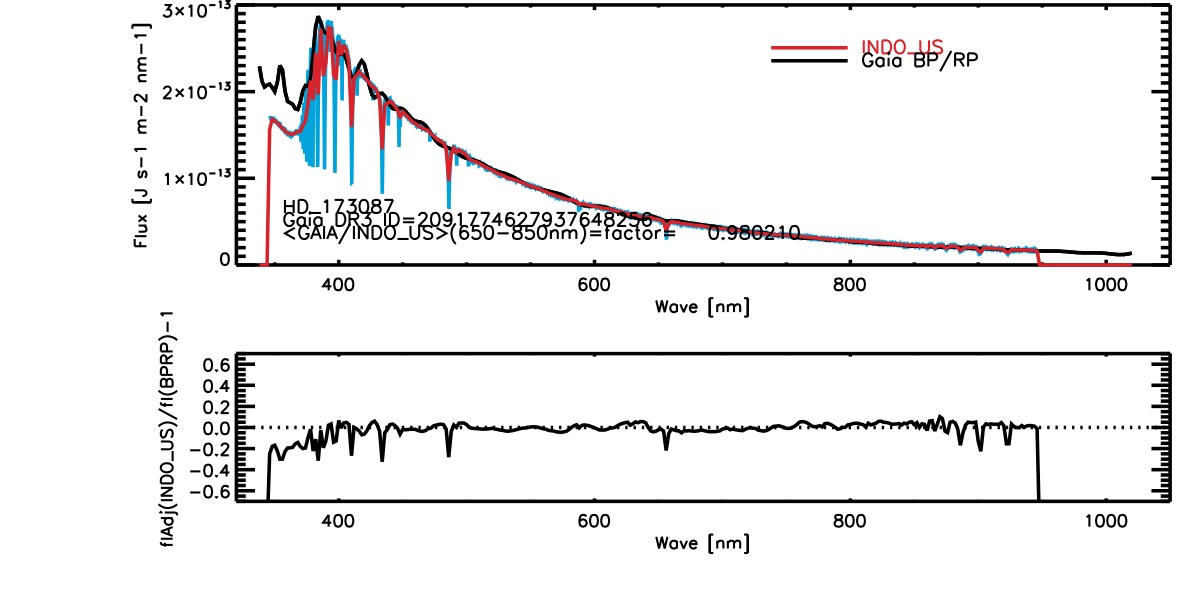 3×10−13
2×10−13
1×10−13
0
Flux [J s−1 m−2 nm−1]
INDO_US
Gaia BP/RP
HD_173087
Gaia DR3 ID=2091774627937648256
<GAIA/INDO_US>(650−850nm)=factor= 0.980210
400 600 800 1000
Wave [nm]
flAdj(INDO_US)/fl(BPRP)−1
0.6
0.4
0.2
0.0
−0.2
−0.4
−0.6
400 600 800 1000
Wave [nm]